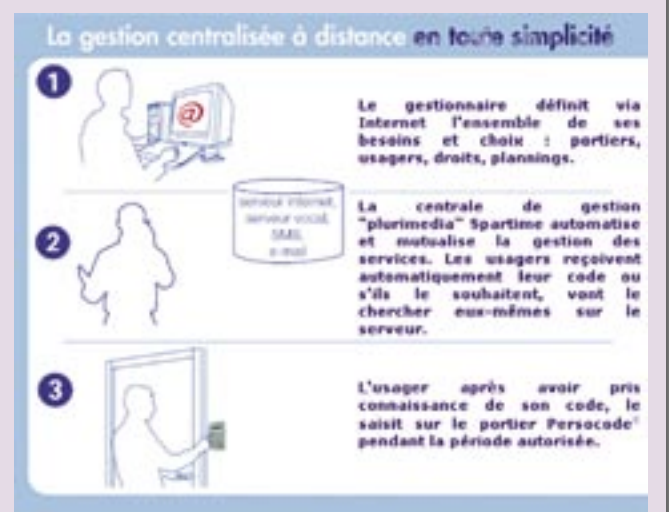 La gestion centralisée à distance en toute simplicité
1
@
Le gestionnaire définit via
Internet l'ensemble de ses
besoins et choix : portiers,
usagers, droits, plannings.
serveur internet,
serveur vocal,
SMS,
e-mail
2
La centrale de gestion
"plurimedia" Spartime automatise
et mutualise la gestion des
services. Les usagers reçoivent
automatiquement leur code ou
s'ils le souhaitent, vont le
chercher eux-mêmes sur le
serveur.
3
L'usager après avoir pris
connaissance de son code, le
saisit sur le portier Persocode®
pendant la période autorisée.